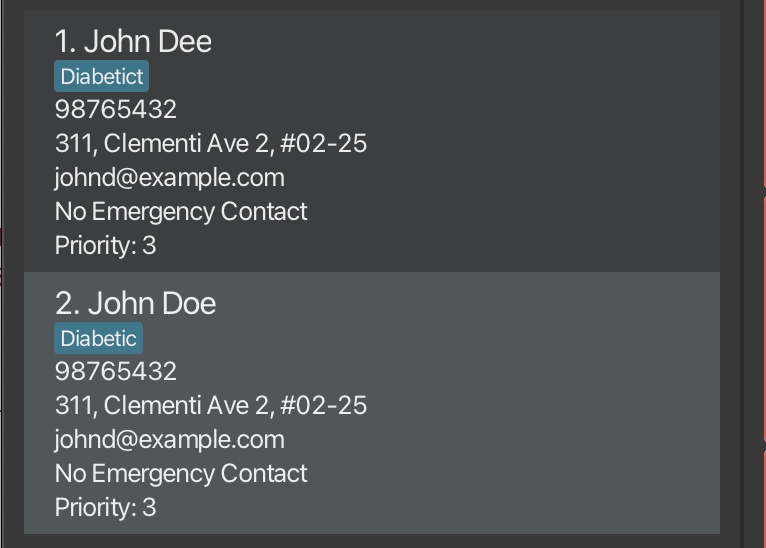 1. John Dee
Diabetict
98765432
311, Clementi Ave 2, #02-25
johnd@example.com
No Emergency Contact
Priority: 3
2. John Doe
Diabetic
98765432
311, Clementi Ave 2, #02-25
johnd@example.com
No Emergency Contact
Priority: 3